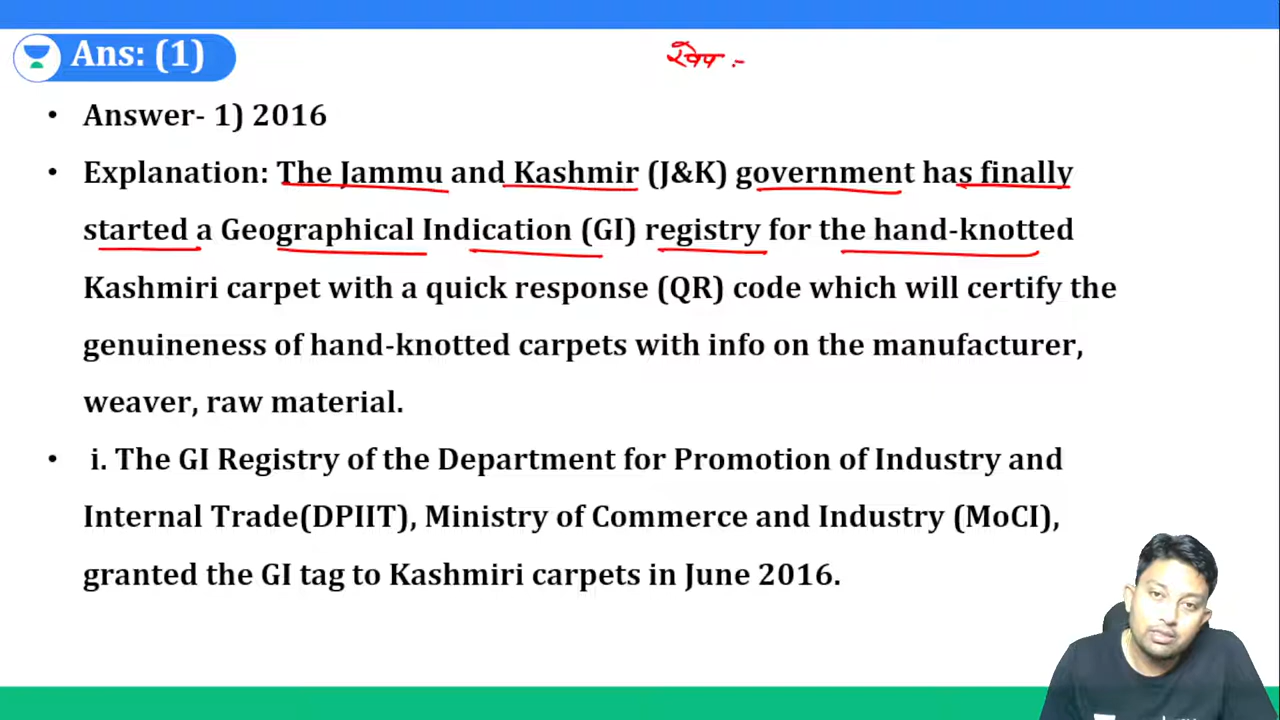 Ans: (1)
• Answer- 1) 2016
• Explanation: The Jammu and Kashmir (J&K) government has finally
started a Geographical Indication (GI) registry for the hand-knotted
Kashmiri carpet with a quick response (QR) code which will certify the
genuineness of hand-knotted carpets with info on the manufacturer,
weaver, raw material.
• i. The GI Registry of the Department for Promotion of Industry and
Internal Trade(DPIIT), Ministry of Commerce and Industry (MoCI),
granted the GI tag to Kashmiri carpets in June 2016.